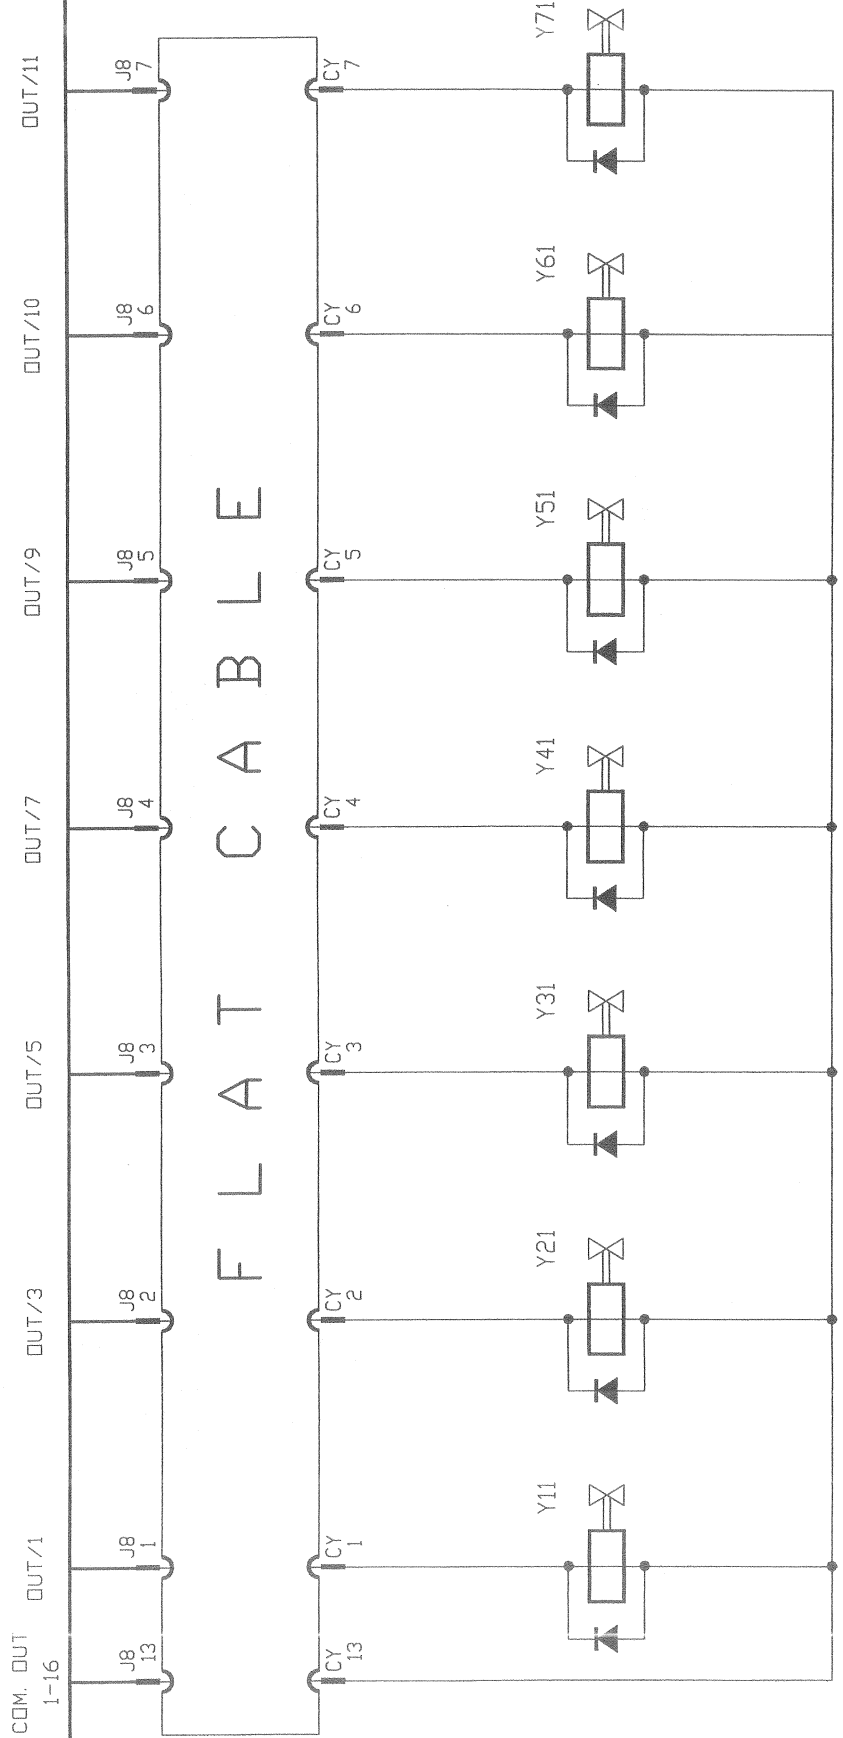 COM. OUT
1-16
OUT/1
OUT/3
OUT/5
OUT/7
OUT/9
OUT/10
OUT/11
J8
13
J8
1
J8
2
J8
3
J8
4
J8
5
J8
6
J8
7
FLAT CABLE
CY
13
CY
1
CY
2
CY
3
CY
4
CY
5
CY
6
CY
7
Y11
Y21
Y31
Y41
Y51
Y61
Y71